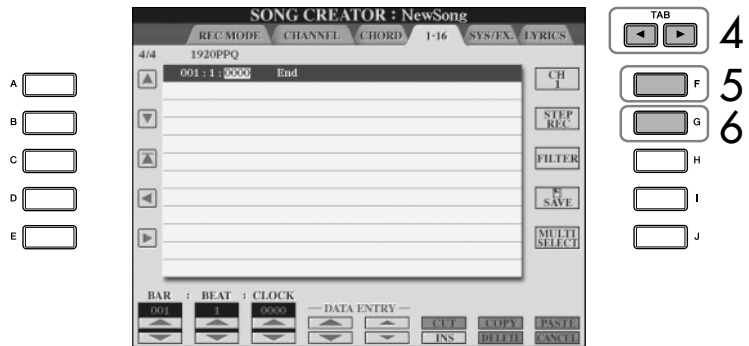 SONG CREATOR : NewSong
REC MODE CHANNEL CHORD 1-16 SYS/EX. LYRICS
TAB
4
4/4 1920PPQ
001 : 1 : 0000 End
CH
1
A
F
5
STEP
REC
B
G
6
FILTER
C
H
SAVE
D
I
MULTI
SELECT
E
J
BAR : BEAT : CLOCK
DATA ENTRY
001 1 0000
CUT COPY PASTE
INS DELETE CANCEL